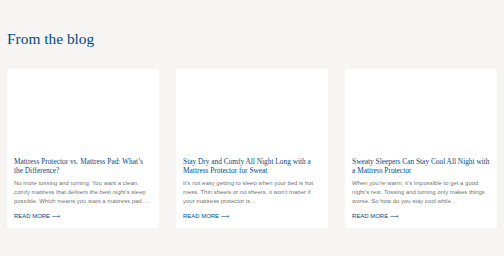 From the blog
Mattress Protector vs. Mattress Pad: What's
the Difference?
No more tossing and turning. You want a clean,
comfy mattress that delivers the best night's sleep
possible. Which means you want a mattress pad …
READ MORE ⟶
Stay Dry and Comfy All Night Long with a
Mattress Protector for Sweat
It's not easy getting to sleep when your bed is hot
mess. Thin sheets or no sheets, it won't matter if
your mattress protector is…
READ MORE ⟶
Sweaty Sleepers Can Stay Cool All Night with
a Mattress Protector
When you're warm, it's impossible to get a good
night's rest. Tossing and turning only makes things
worse. So how do you stay cool while…
READ MORE ⟶